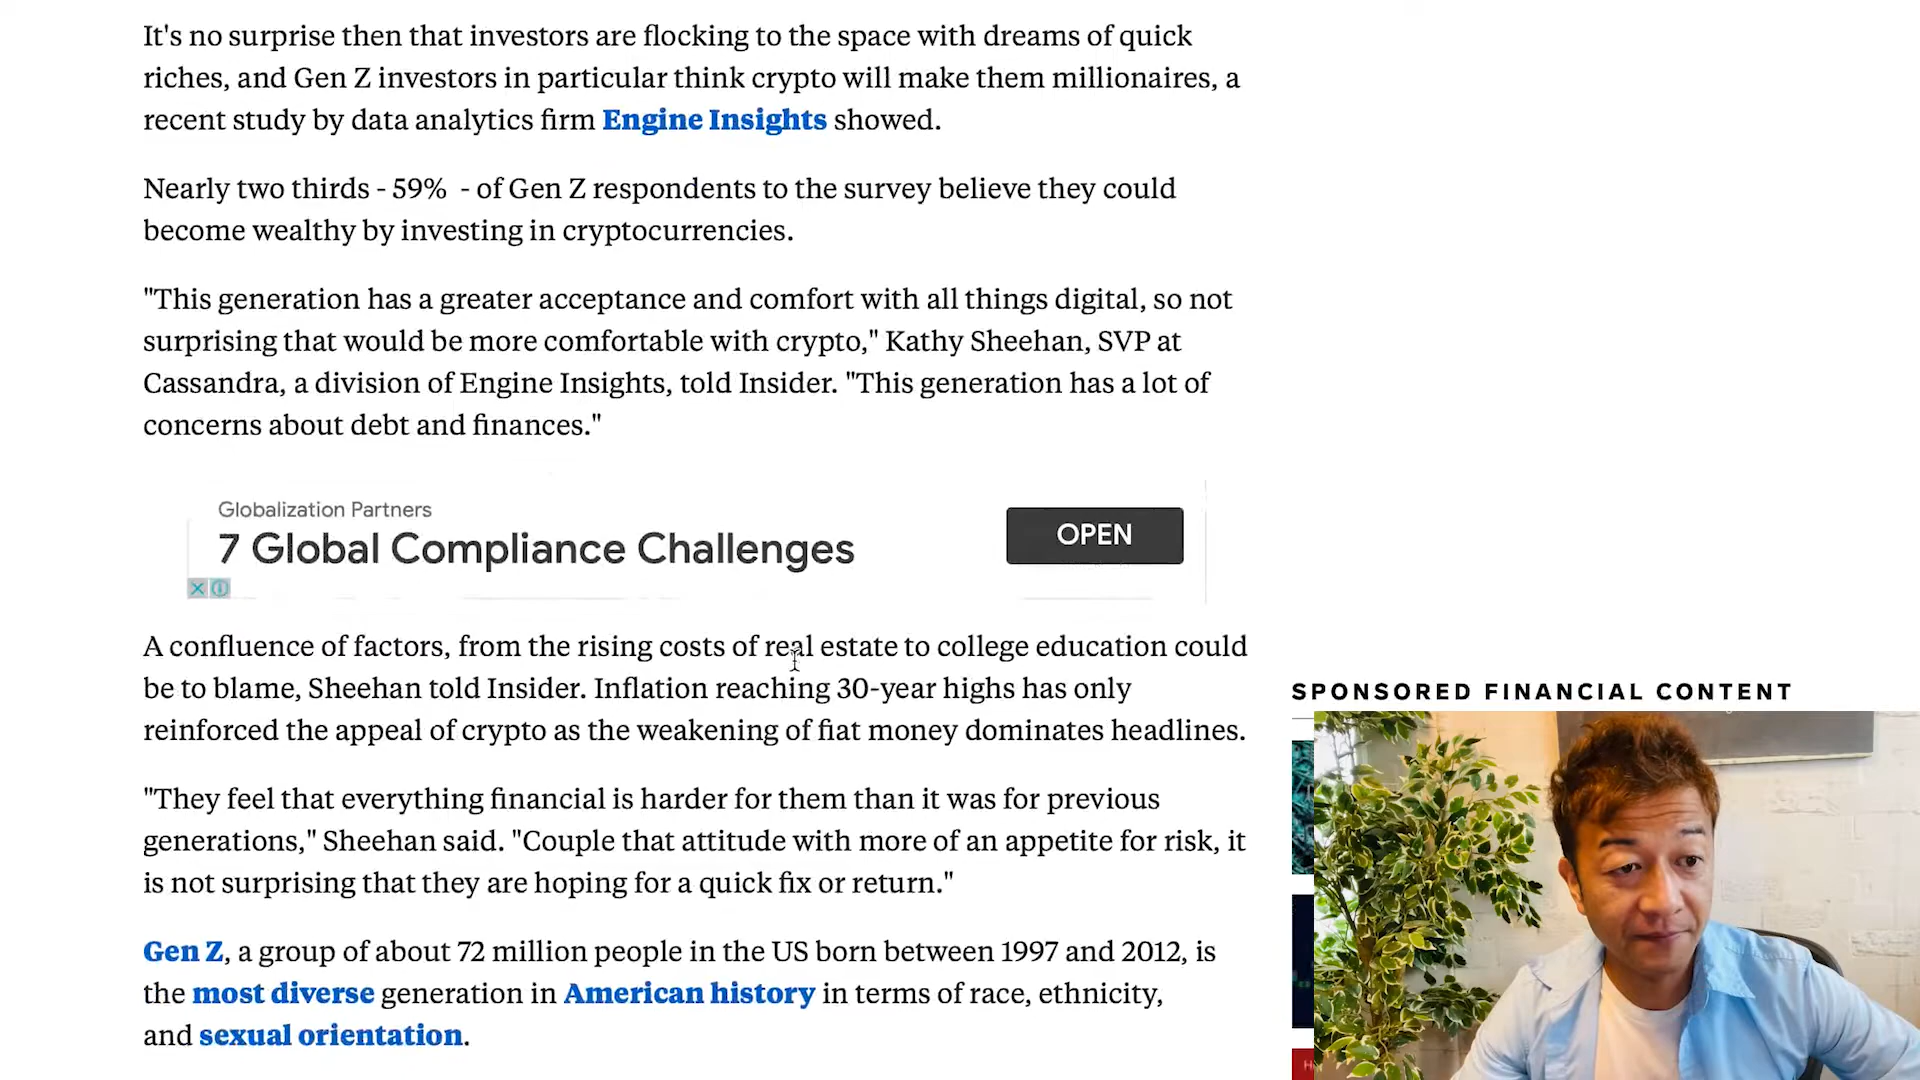 It's no surprise then that investors are flocking to the space with dreams of quick
riches, and Gen Z investors in particular think crypto will make them millionaires, a
recent study by data analytics firm Engine Insights showed.
Nearly two thirds - 59%  - of Gen Z respondents to the survey believe they could
become wealthy by investing in cryptocurrencies.
"This generation has a greater acceptance and comfort with all things digital, so not
surprising that would be more comfortable with crypto," Kathy Sheehan, SVP at
Cassandra, a division of Engine Insights, told Insider. "This generation has a lot of
concerns about debt and finances."
Globalization Partners
7 Global Compliance Challenges
OPEN
A confluence of factors, from the rising costs of real estate to college education could
be to blame, Sheehan told Insider. Inflation reaching 30-year highs has only
reinforced the appeal of crypto as the weakening of fiat money dominates headlines.
"They feel that everything financial is harder for them than it was for previous
generations," Sheehan said. "Couple that attitude with more of an appetite for risk, it
is not surprising that they are hoping for a quick fix or return."
Gen Z, a group of about 72 million people in the US born between 1997 and 2012, is
the most diverse generation in American history in terms of race, ethnicity,
and sexual orientation.
SPONSORED FINANCIAL CONTENT